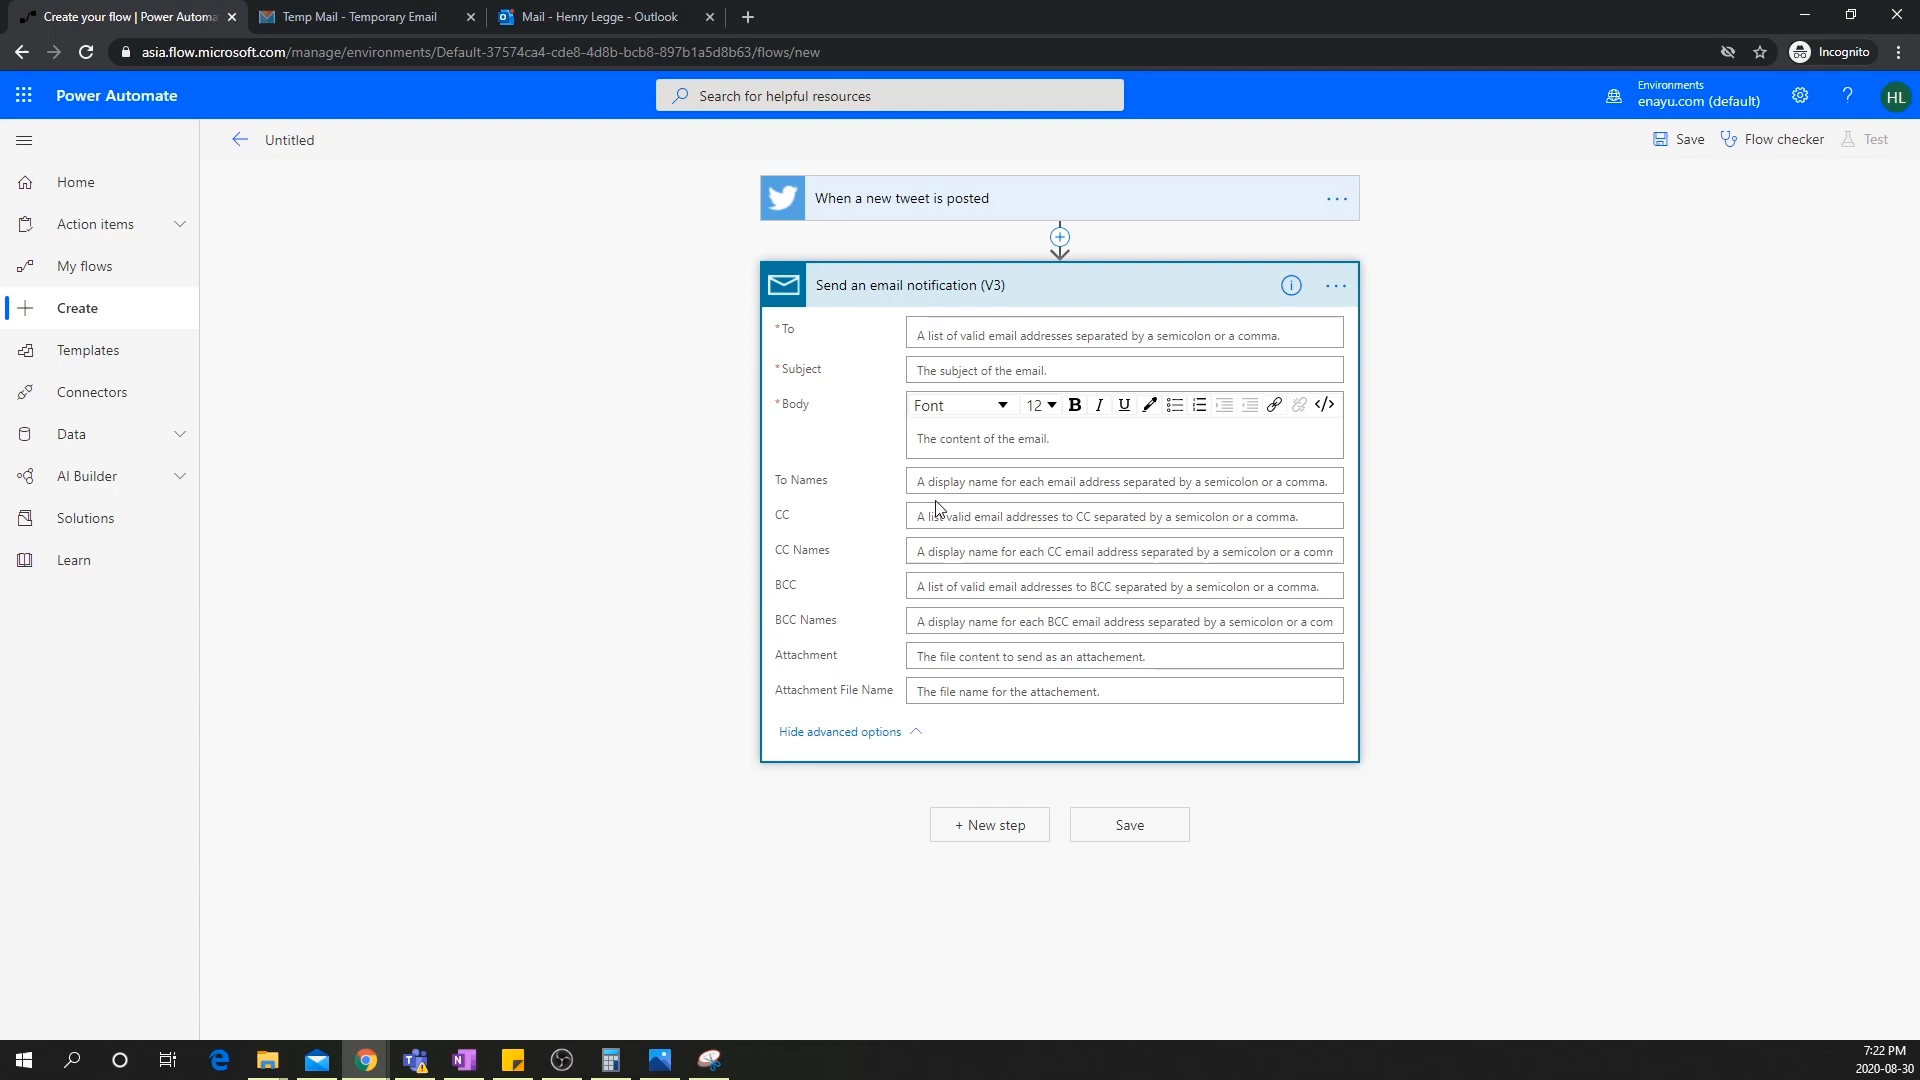 Create your flow | Power Automa
Temp Mail - Temporary Email
Mail - Henry Legge - Outlook
asia.flow.microsoft.com/manage/environments/Default-37574ca4-cde8-4d8b-bcb8-897b1a5d8b63/flows/new
Incognito
Power Automate
Search for helpful resources
Environments
enayu.com (default)
?
HL
Untitled
Save
Flow checker
Test
Home
Action items
My flows
Create
Templates
Connectors
Data
AI Builder
Solutions
Learn
When a new tweet is posted
Send an email notification (V3)
* To
A list of valid email addresses separated by a semicolon or a comma.
* Subject
The subject of the email.
* Body
Font 12 B I U </>
The content of the email.
To Names
A display name for each email address separated by a semicolon or a comma.
CC
A list valid email addresses to CC separated by a semicolon or a comma.
CC Names
A display name for each CC email address separated by a semicolon or a comm
BCC
A list of valid email addresses to BCC separated by a semicolon or a comma.
BCC Names
A display name for each BCC email address separated by a semicolon or a com
Attachment
The file content to send as an attachement.
Attachment File Name
The file name for the attachement.
Hide advanced options
+ New step
Save
7:22 PM
2020-08-30